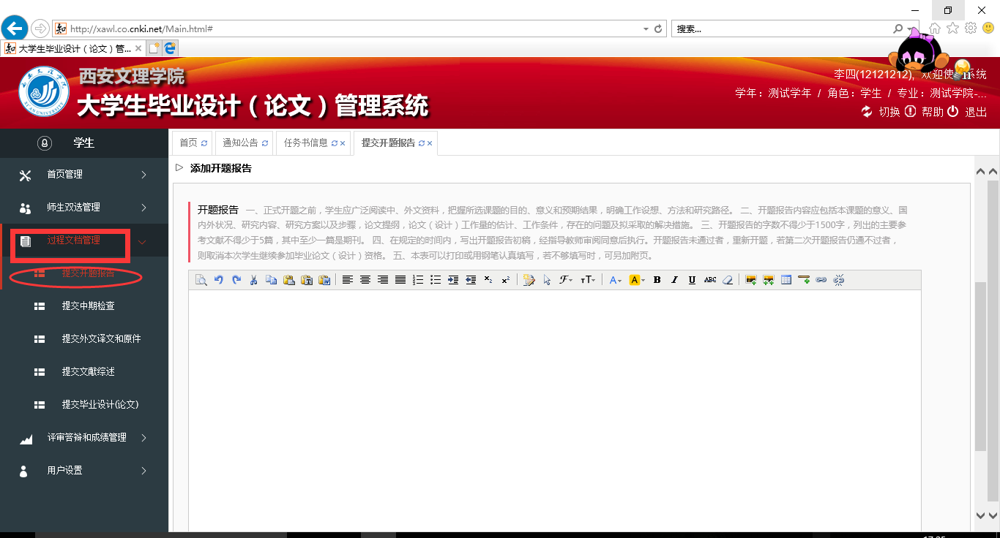 http://xawl.co.cnki.net/Main.html#
搜索...
大学生毕业设计（论文）管...
西安文理学院
大学生毕业设计（论文）管理系统
李四(12121212)，欢迎使
系统
学年：测试学年 / 角色：学生 / 专业：测试学院-...
切换 帮助 退出
学生
首页 通知公告 任务书信息 提交开题报告
添加开题报告
首页管理
师生双选管理
过程文档管理
提交开题报告
提交中期检查
提交外文译文和原件
提交文献综述
提交毕业设计(论文)
评审答辩和成绩管理
用户设置
开题报告 一、正式开题之前，学生应广泛阅读中、外文资料，把握所选课题的目的、意义和预期结果，明确工作设想、方法和研究路径。 二、开题报告内容应包括本课题的意义、国
内外状况、研究内容、研究方案以及步骤，论文提纲，论文（设计）工作量的估计、工作条件，存在的问题及拟采取的解决措施。 三、开题报告的字数不得少于1500字，列出的主要参
考文献不得少于5篇，其中至少一篇是期刊。 四、在规定的时间内，写出开题报告初稿，经指导教师审阅同意后执行。开题报告未通过者，重新开题，若第二次开题报告仍通不过者，
则取消本次学生继续参加毕业论文（设计）资格。 五、本表可以打印或用钢笔认真填写，若不够填写时，可另加附页。